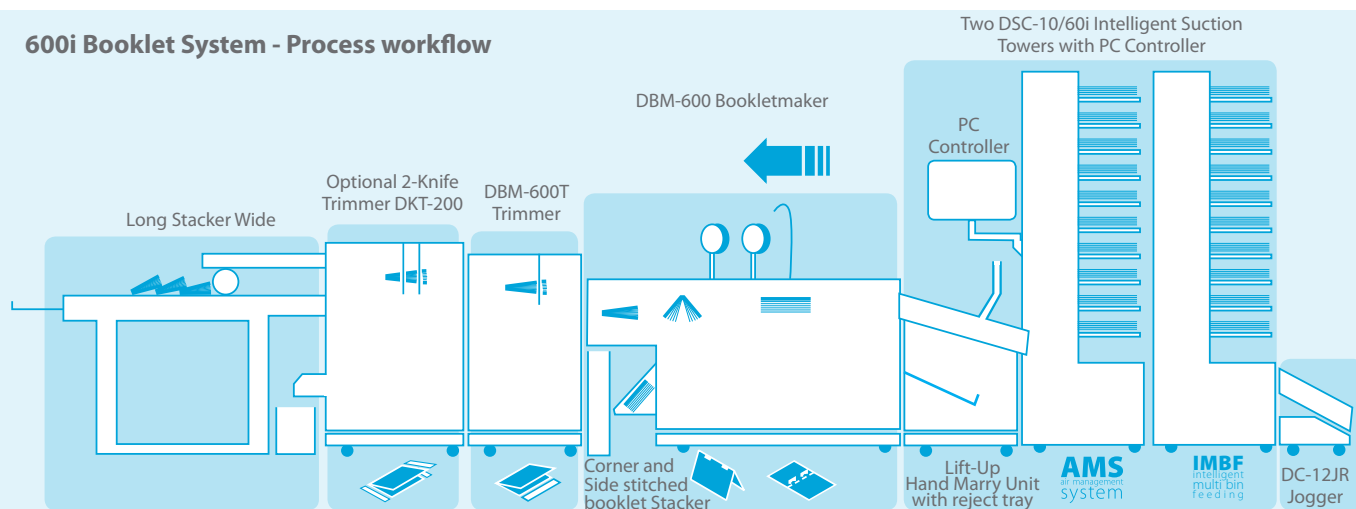 600i Booklet System - Process workflow
Two DSC-10/60i Intelligent Suction
Towers with PC Controller
DBM-600 Bookletmaker
PC
Controller
Optional 2-Knife
Trimmer DKT-200
DBM-600T
Trimmer
Long Stacker Wide
Corner and
Side stitched
booklet Stacker
Lift-Up
Hand Marry Unit
with reject tray
AMS
air management
system
IMBF
intelligent
multi bin
feeding
DC-12JR
Jogger